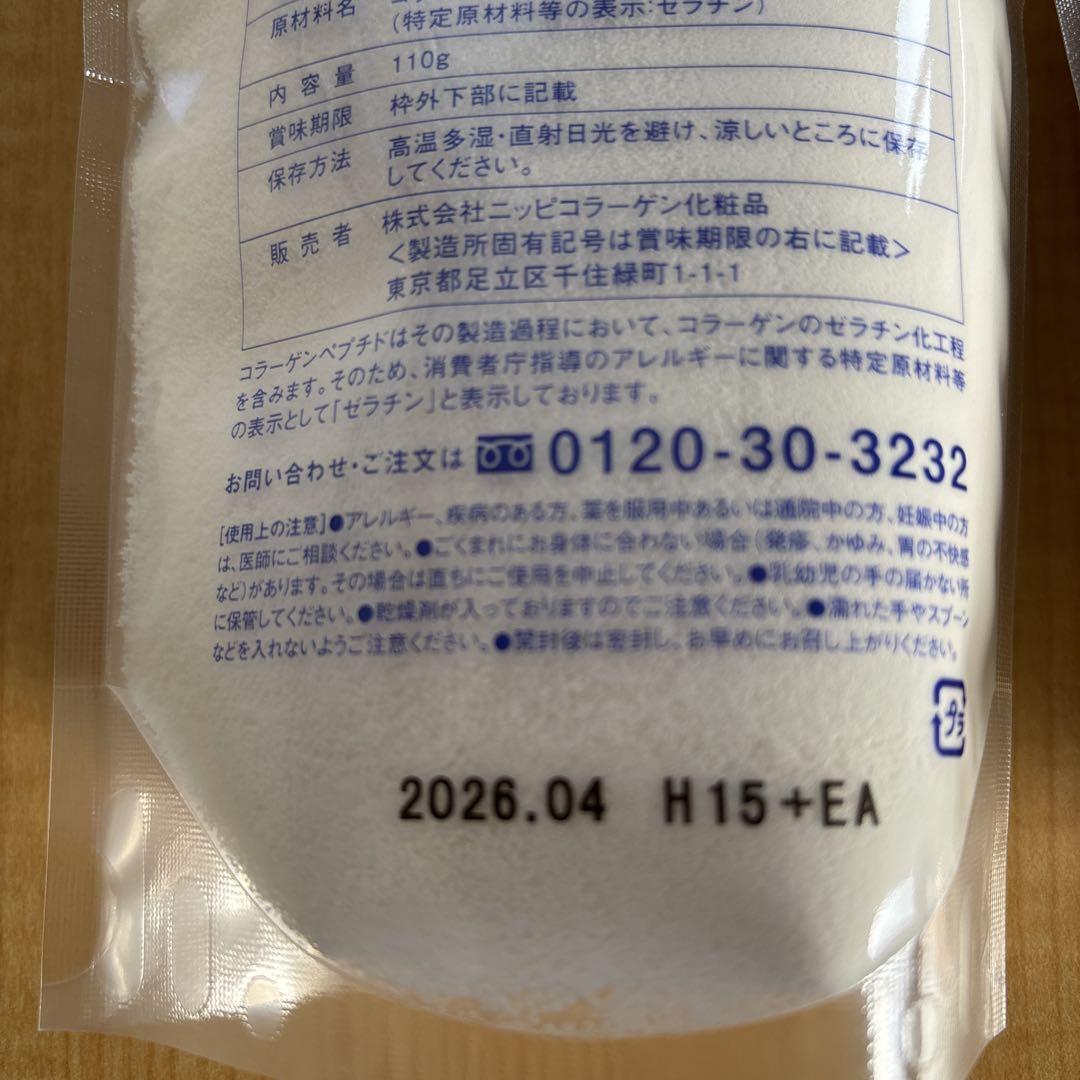 原材料名
(特定原材料等の表示:ゼラチン)
内容量 110g
賞味期限 枠外下部に記載
保存方法 高温多湿・直射日光を避け、涼しいところに保存
してください。
販売者 株式会社ニッピコラーゲン化粧品
<製造所固有記号は賞味期限の右に記載>
東京都足立区千住緑町1-1-1
コラーゲンペプチドはその製造過程において、コラーゲンのゼラチン化工程
を含みます。そのため、消費者庁指導のアレルギーに関する特定原材料等
の表示として「ゼラチン」と表示しております。
お問い合わせ・ご注文は 0120-30-3232
[使用上の注意]●アレルギー、疾病のある方、薬を服用中あるいは通院中の方、妊娠中の方
は、医師にご相談ください。●ごくまれにお身体に合わない場合(発疹、かゆみ、胃の不快感
など)があります。その場合は直ちにご使用を中止してください。●乳幼児の手の届かない所
に保管してください。●乾燥剤が入っておりますのでご注意ください。●濡れた手やスプーン
などを入れないようご注意ください。●開封後は密封し、お早めにお召し上がりください。
プラ
2026.04 H15+EA